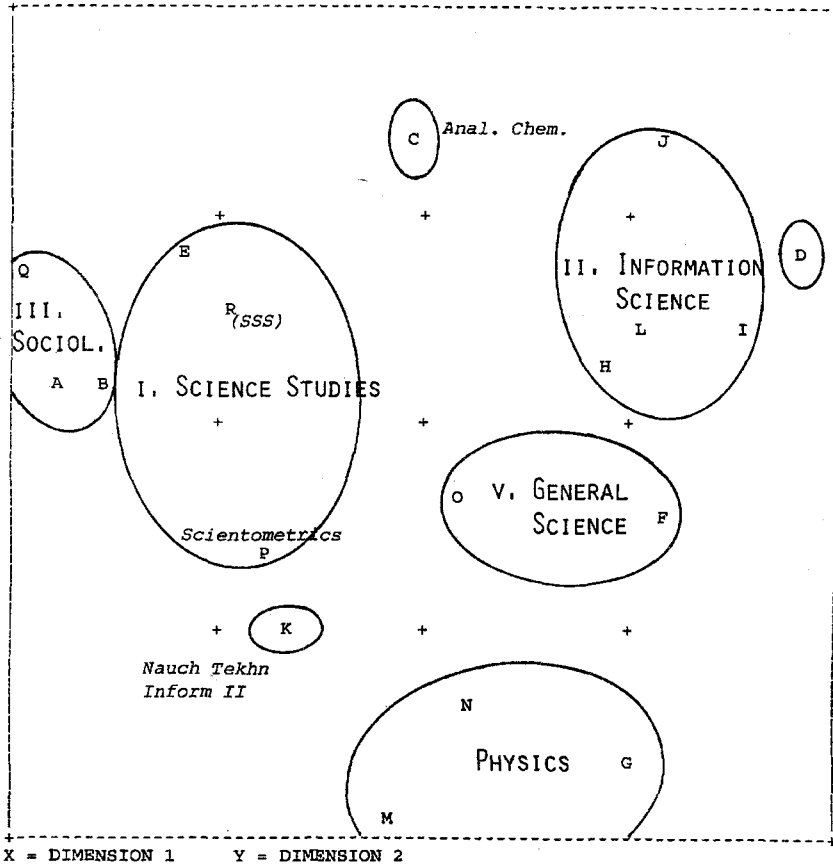 C Anal. Chem.
J
E
D
Q
II. INFORMATION
SCIENCE
R
(SSS)
III.
SOCIOL.
L I
H
A B I. SCIENCE STUDIES
O V. GENERAL
SCIENCE F
Scientometrics
P
K
Nauch Tekhn
Inform II
N
PHYSICS G
M
X = DIMENSION 1 Y = DIMENSION 2